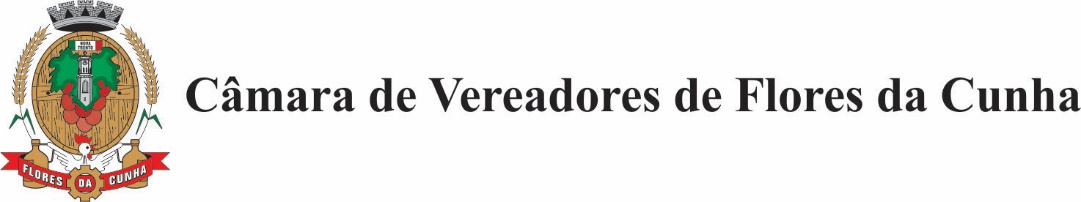 NOVA
TRENTO
Câmara de Vereadores de Flores da Cunha
FLORES DA CUNHA